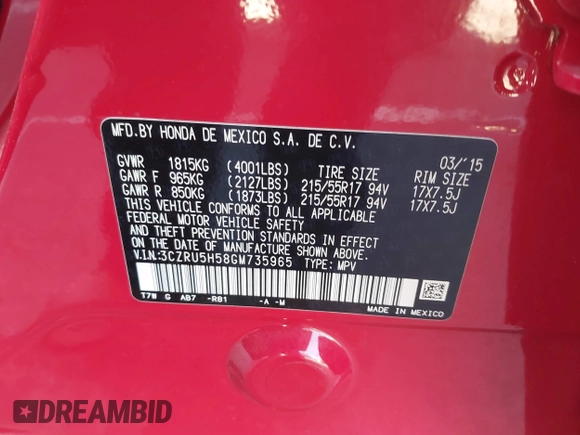 MFD.BY HONDA DE MEXICO S.A. DE C.V.
03/'15
GVWR 1815KG (4001LBS) TIRE SIZE RIM SIZE
GAWR F 965KG (2127LBS) 215/55R17 94V 17X7.5J
GAWR R 850KG (1873LBS) 215/55R17 94V 17X7.5J
THIS VEHICLE CONFORMS TO ALL APPLICABLE
FEDERAL MOTOR VEHICLE SAFETY
AND THEFT PREVENTION STANDARDS IN EFFECT
ON THE DATE OF MANUFACTURE SHOWN ABOVE.
V.I.N:3CZRU5H58GM735965 TYPE: MPV
T7W G AB7 -R81 -A -M
MADE IN MEXICO
DREAMBID